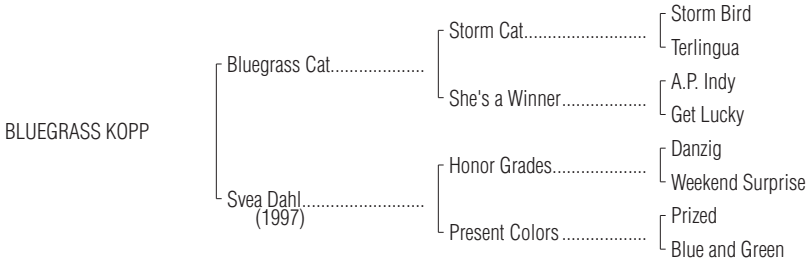 Storm Bird
Storm Cat........................
Terlingua
Bluegrass Cat....................
A.P. Indy
She's a Winner................
Get Lucky
BLUEGRASS KOPP
Danzig
Honor Grades..................
Weekend Surprise
Svea Dahl........................
(1997)
Prized
Present Colors ................
Blue and Green